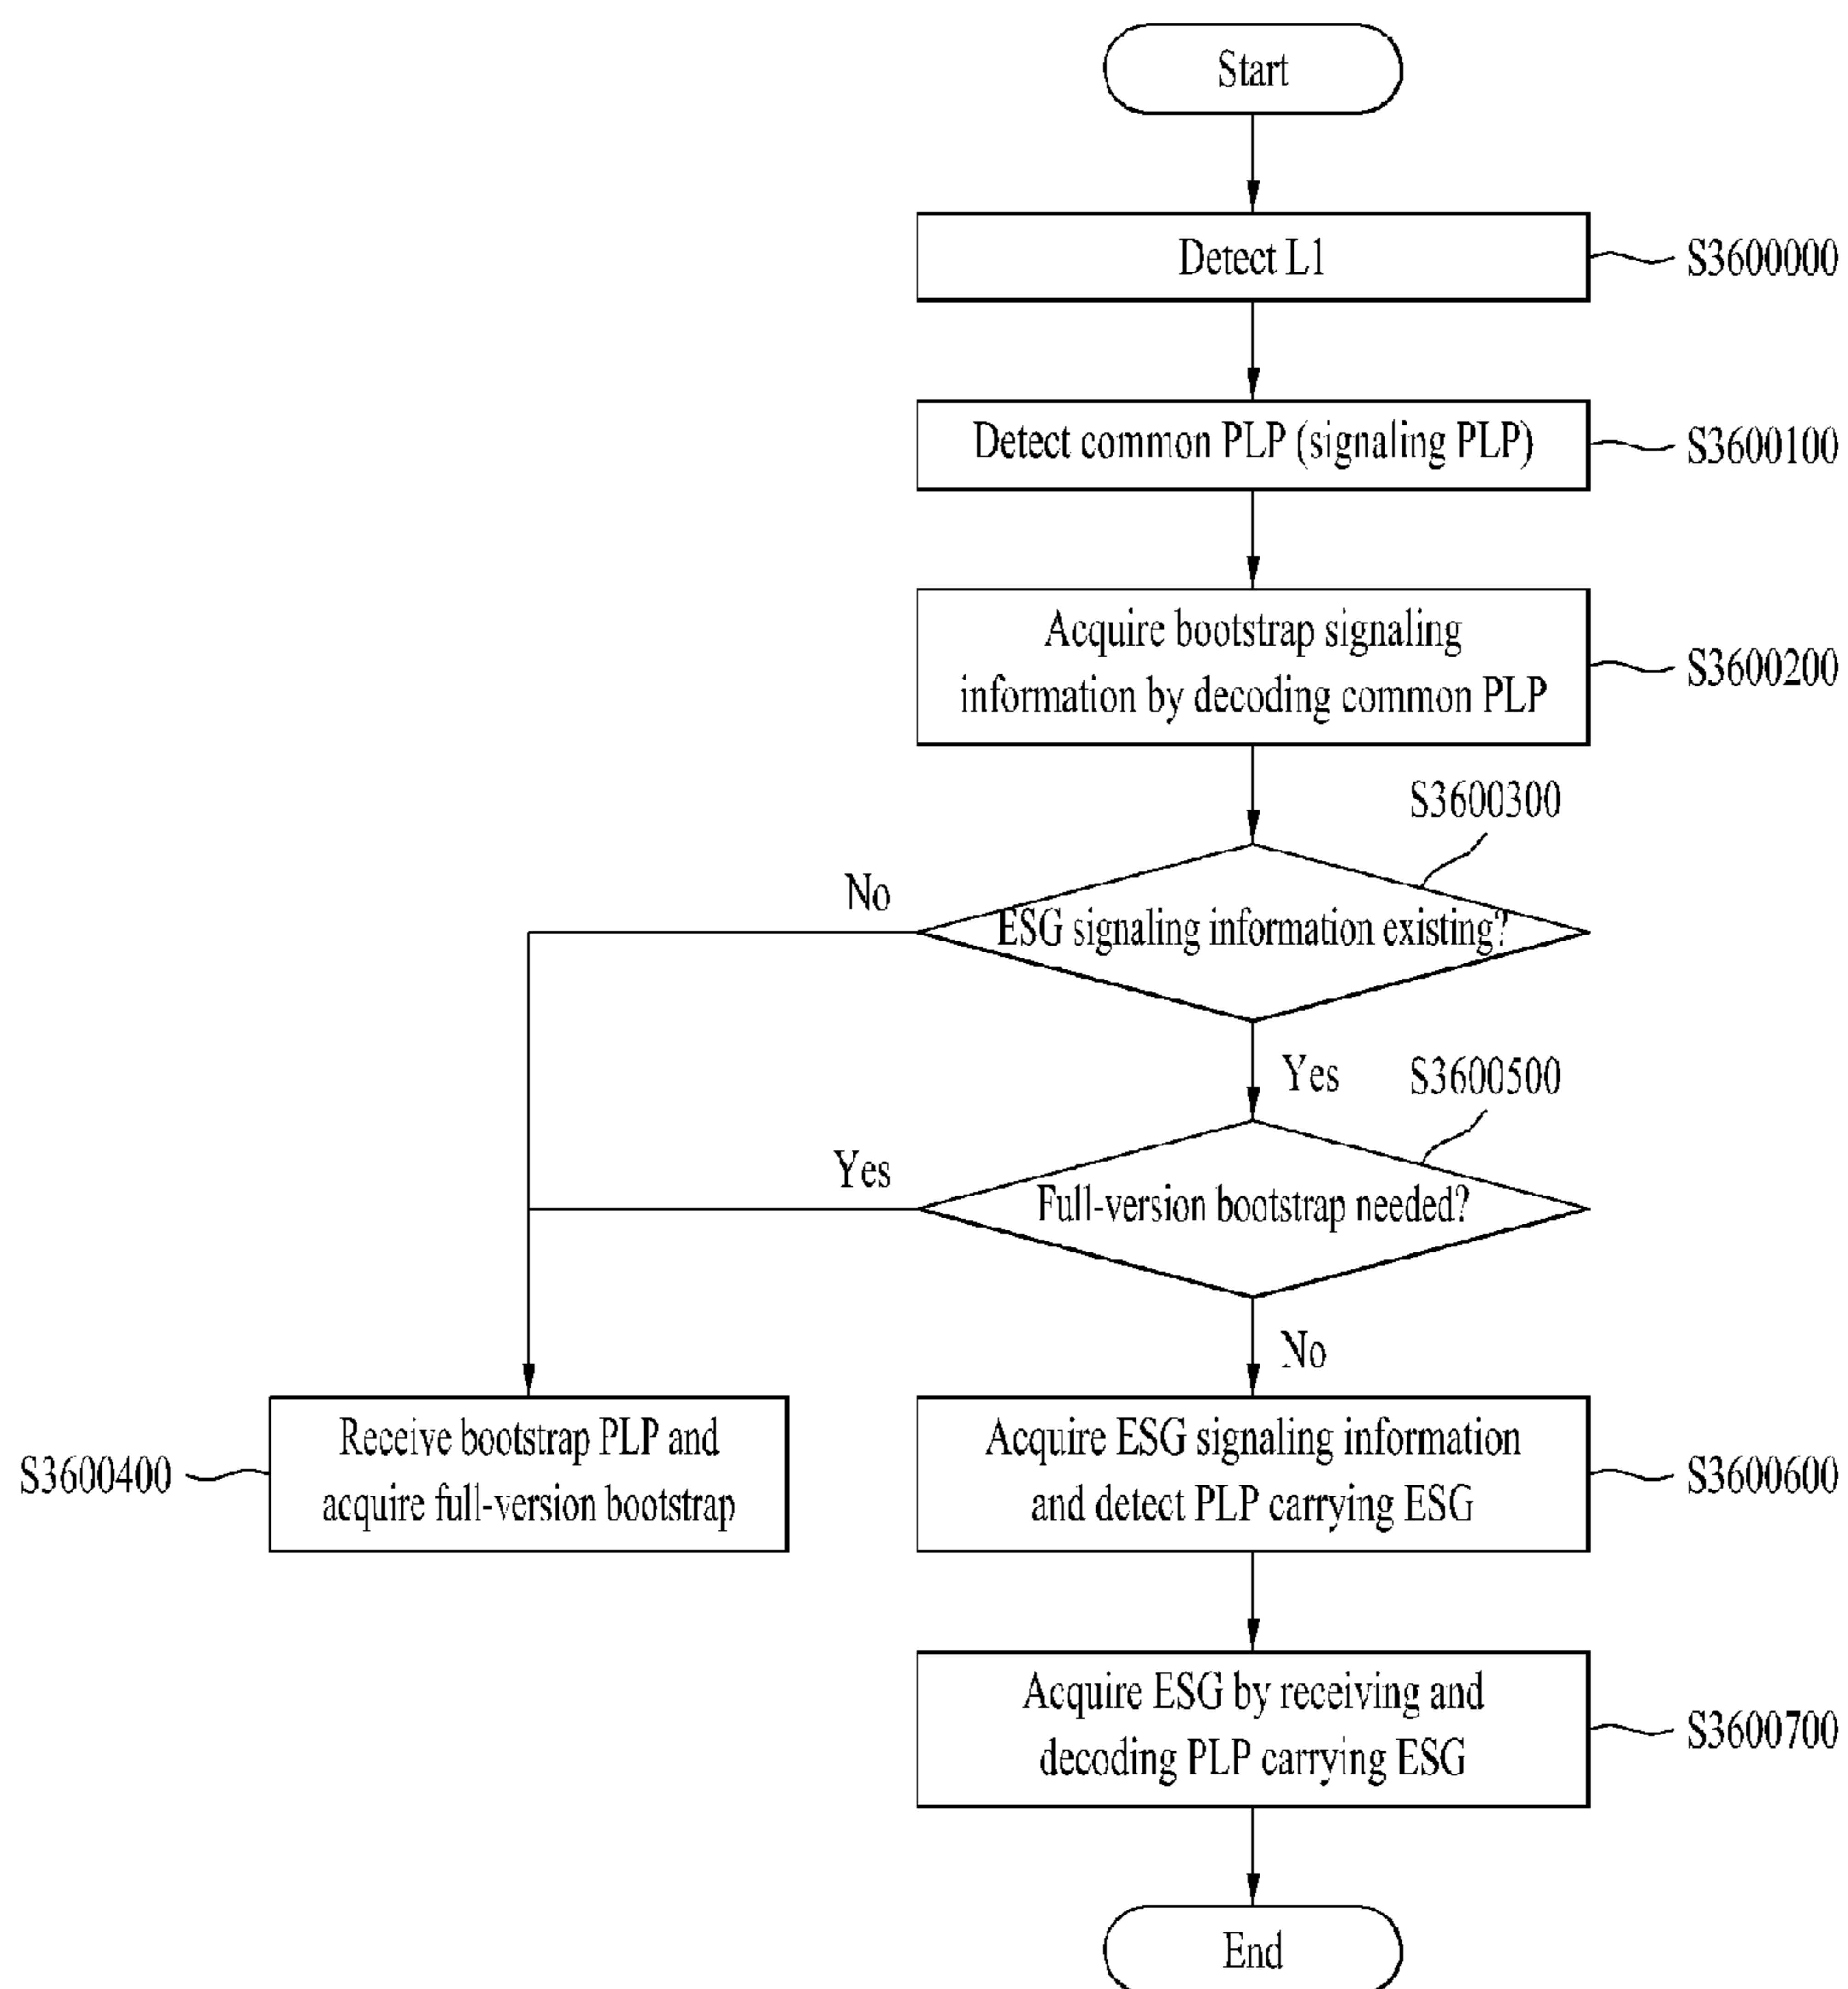 Start
Detect L1
S3600000
Detect common PLP (signaling PLP)
S3600100
Acquire bootstrap signaling
information by decoding common PLP
S3600200
S3600300
No
ESG signaling information existing?
Yes
S3600500
Yes
Full-version bootstrap needed?
No
S3600400
Receive bootstrap PLP and
acquire full-version bootstrap
Acquire ESG signaling information
and detect PLP carrying ESG
S3600600
Acquire ESG by receiving and
decoding PLP carrying ESG
S3600700
End